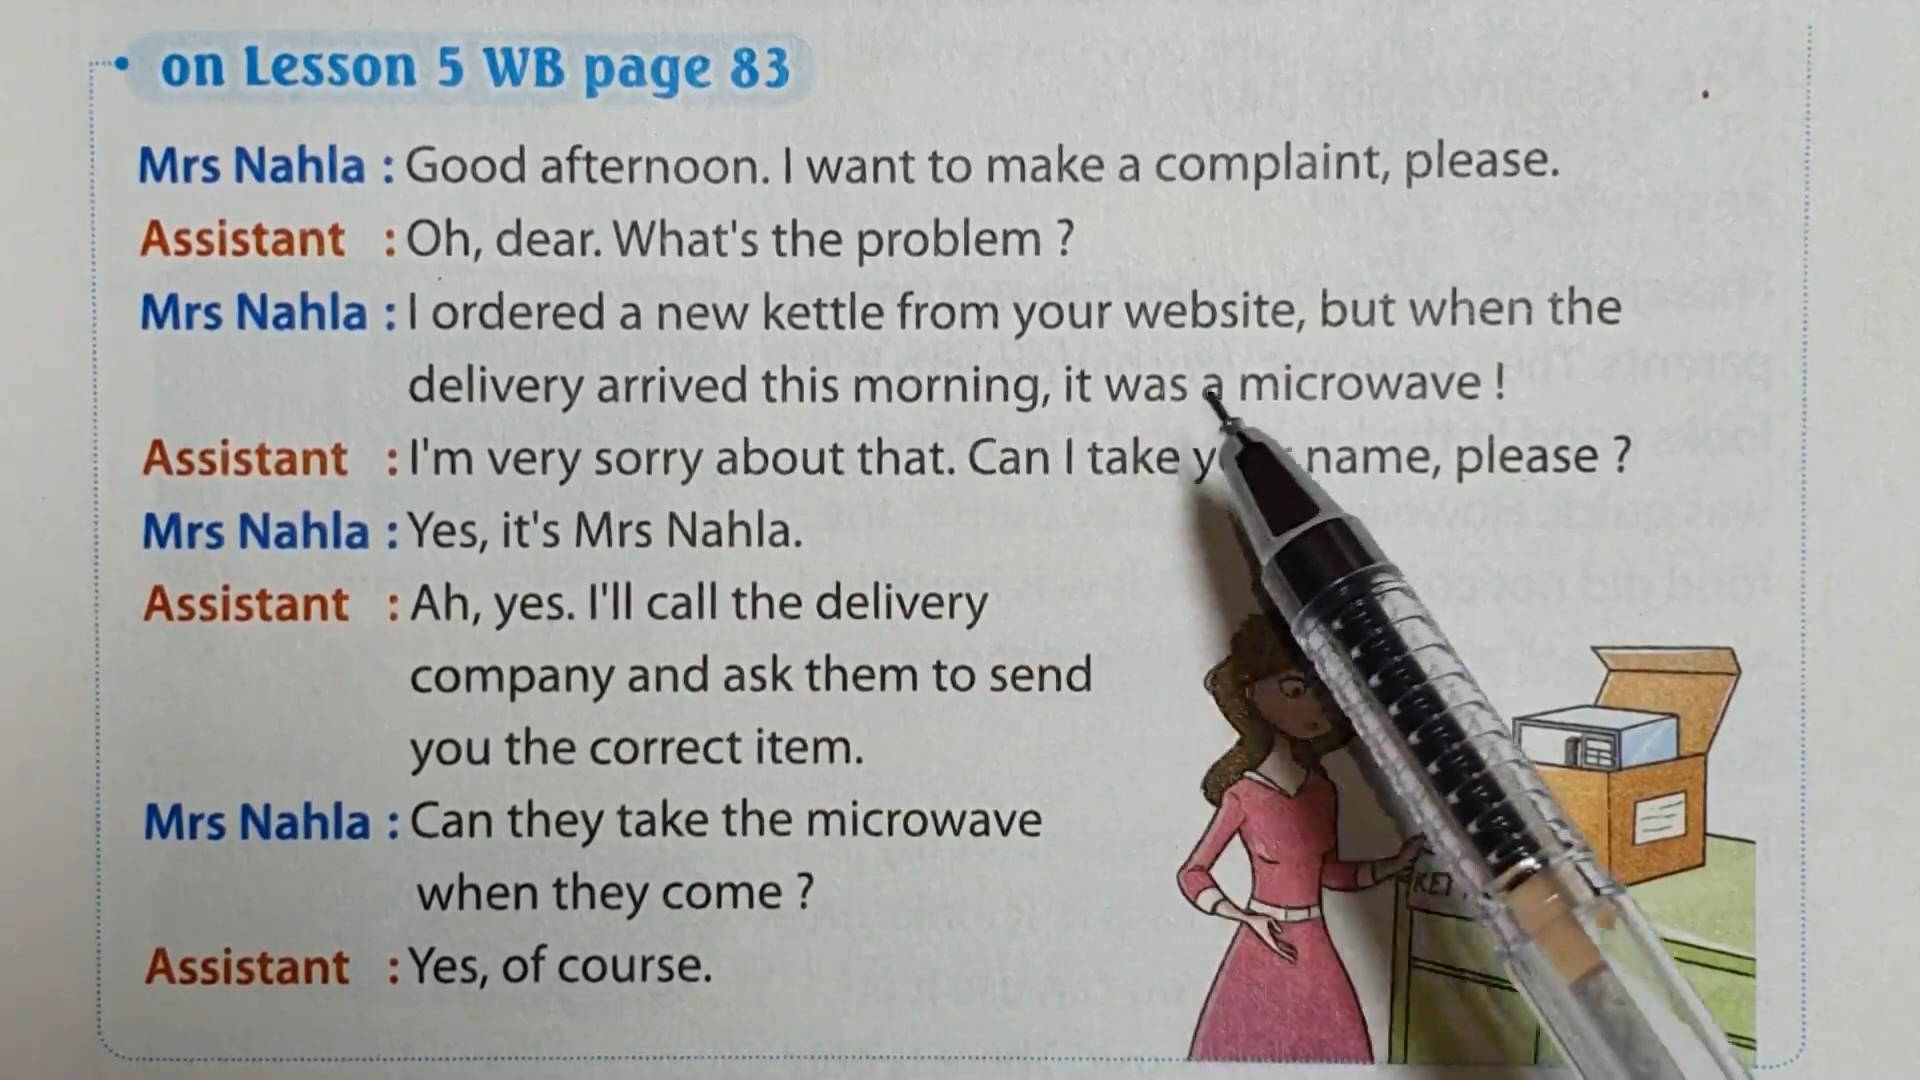 on Lesson 5 WB page 83
Mrs Nahla : Good afternoon. I want to make a complaint, please.
Assistant : Oh, dear. What's the problem ?
Mrs Nahla : I ordered a new kettle from your website, but when the
delivery arrived this morning, it was a microwave !
Assistant : I'm very sorry about that. Can I take name, please ?
Mrs Nahla : Yes, it's Mrs Nahla.
Assistant : Ah, yes. I'll call the delivery
company and ask them to send
you the correct item.
Mrs Nahla : Can they take the microwave
when they come ?
Assistant : Yes, of course.